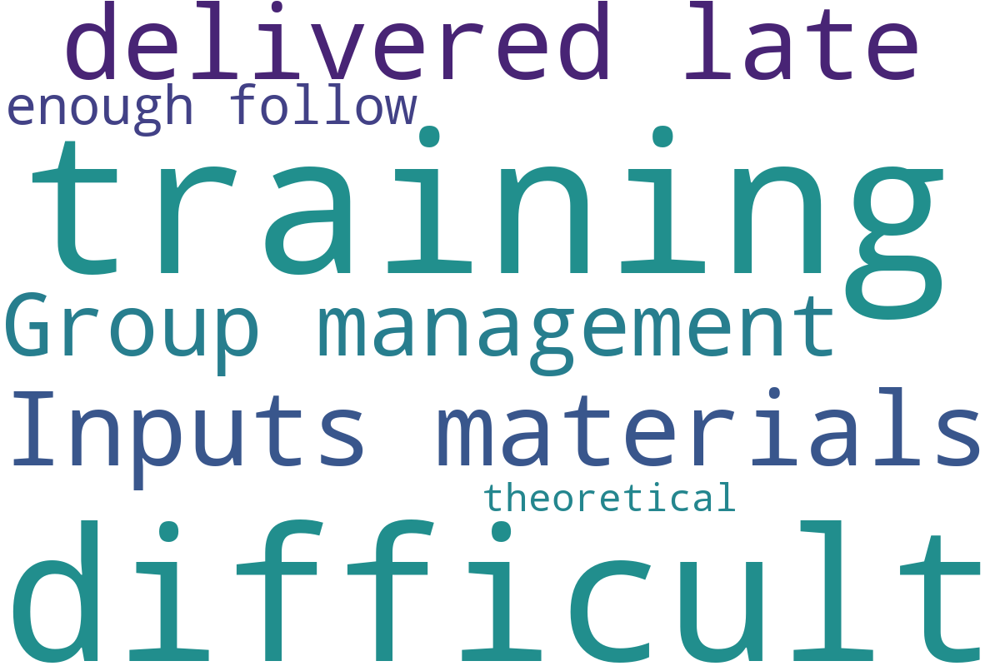 delivered late
enough follow
training
Group management
Inputs materials
theoretical
difficult